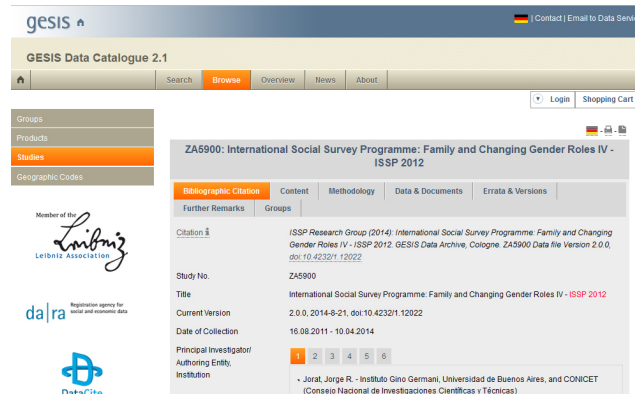 gesis
| Contact | Email to Data Servi
GESIS Data Catalogue 2.1
Search Browse Overview News About
Login Shopping Cart
Groups
Products
Studies
Geographic Codes
ZA5900: International Social Survey Programme: Family and Changing Gender Roles IV -
ISSP 2012
Bibliographic Citation Content Methodology Data & Documents Errata & Versions
Further Remarks Groups
Citation ISSP Research Group (2014): International Social Survey Programme: Family and Changing
Gender Roles IV - ISSP 2012. GESIS Data Archive, Cologne. ZA5900 Data file Version 2.0.0,
doi:10.4232/1.12022
Study No. ZA5900
Title International Social Survey Programme: Family and Changing Gender Roles IV - ISSP 2012
Current Version 2.0.0, 2014-8-21, doi:10.4232/1.12022
Date of Collection 16.08.2011 - 10.04.2014
Principal Investigator/
Authoring Entity,
Institution
1 2 3 4 5 6
Jorat, Jorge R. - Instituto Gino Germani, Universidad de Buenos Aires, and CONICET
(Consejo Nacional de Investigaciones Científicas y Técnicas)
Member of the
Leibniz
Leibniz Association
da|ra Registration agency for
social and economic data
DataCite